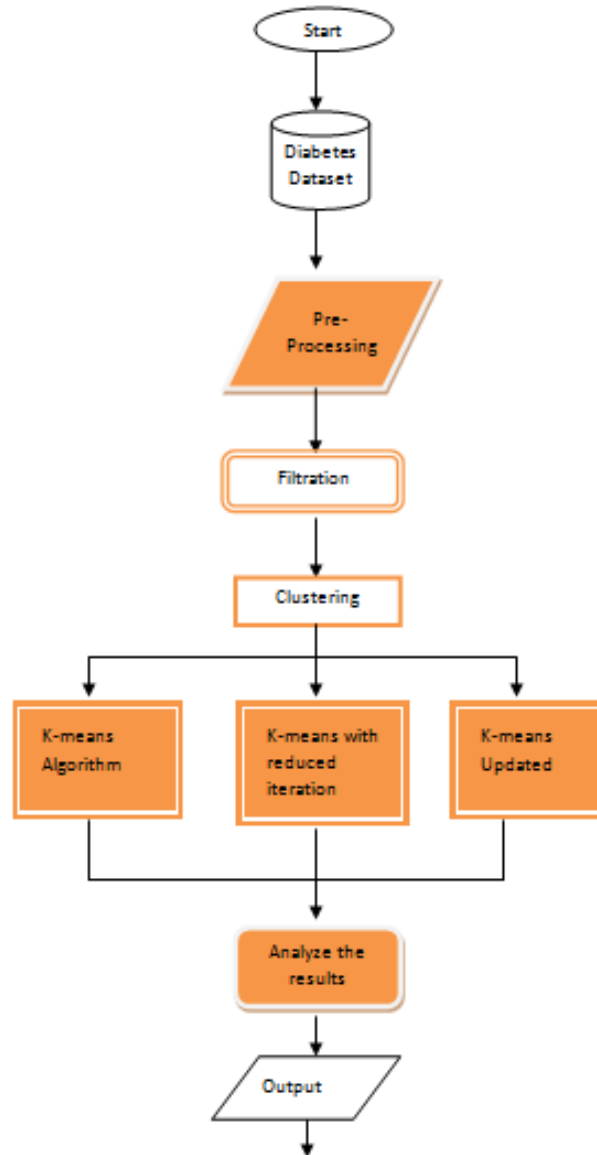 Start
Diabetes
Dataset
Pre-
Processing
Filtration
Clustering
K-means
Algorithm
K-means with
reduced
iteration
K-means
Updated
Analyze the
results
Output